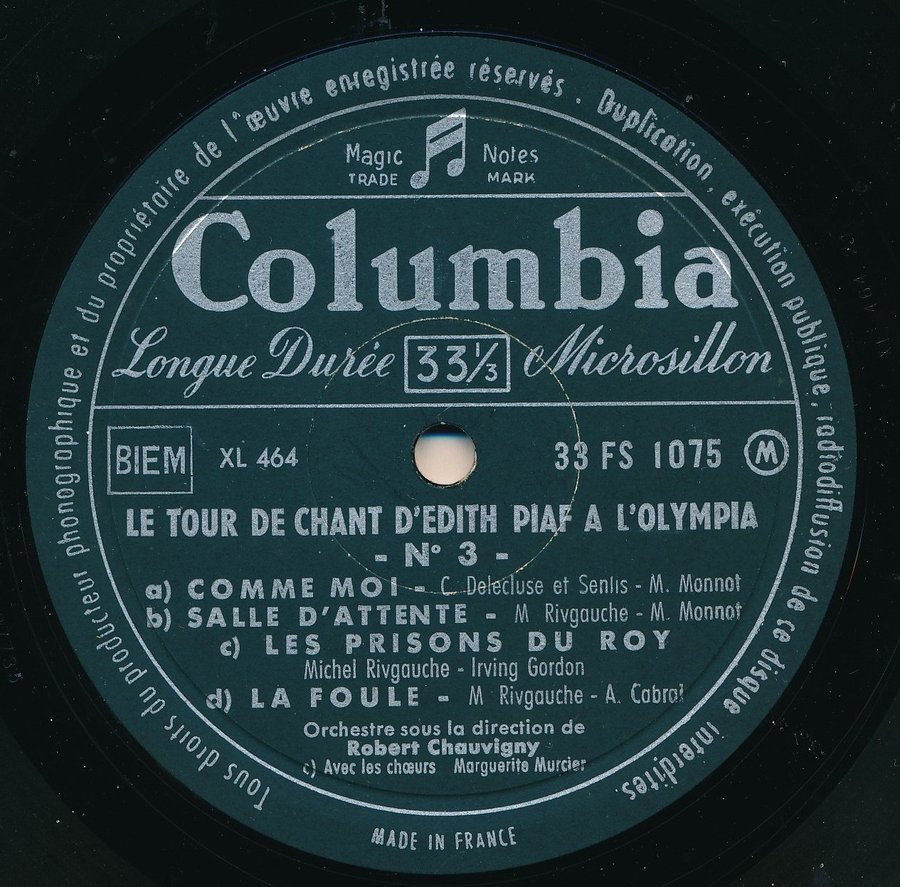 Tous droits du producteur phonographique et du propriétaire de l'œuvre enregistrée réservés . Duplication, exécution publique, radiodiffusion de ce disque interdites.
Magic Notes
TRADE MARK
Columbia
Longue Durée 33⅓ Microsillon
BIEM XL 464 33 FS 1075 M
LE TOUR DE CHANT D'EDITH PIAF A L'OLYMPIA
- N° 3 -
a) COMME MOI - C. Delecluse et Senlis - M. Monnot
b) SALLE D'ATTENTE - M Rivgauche - M. Monnot
c) LES PRISONS DU ROY
Michel Rivgauche - Irving Gordon
d) LA FOULE - M Rivgauche - A. Cabral
Orchestre sous la direction de
Robert Chauvigny
c) Avec les chœurs Marguerite Murcier
MADE IN FRANCE